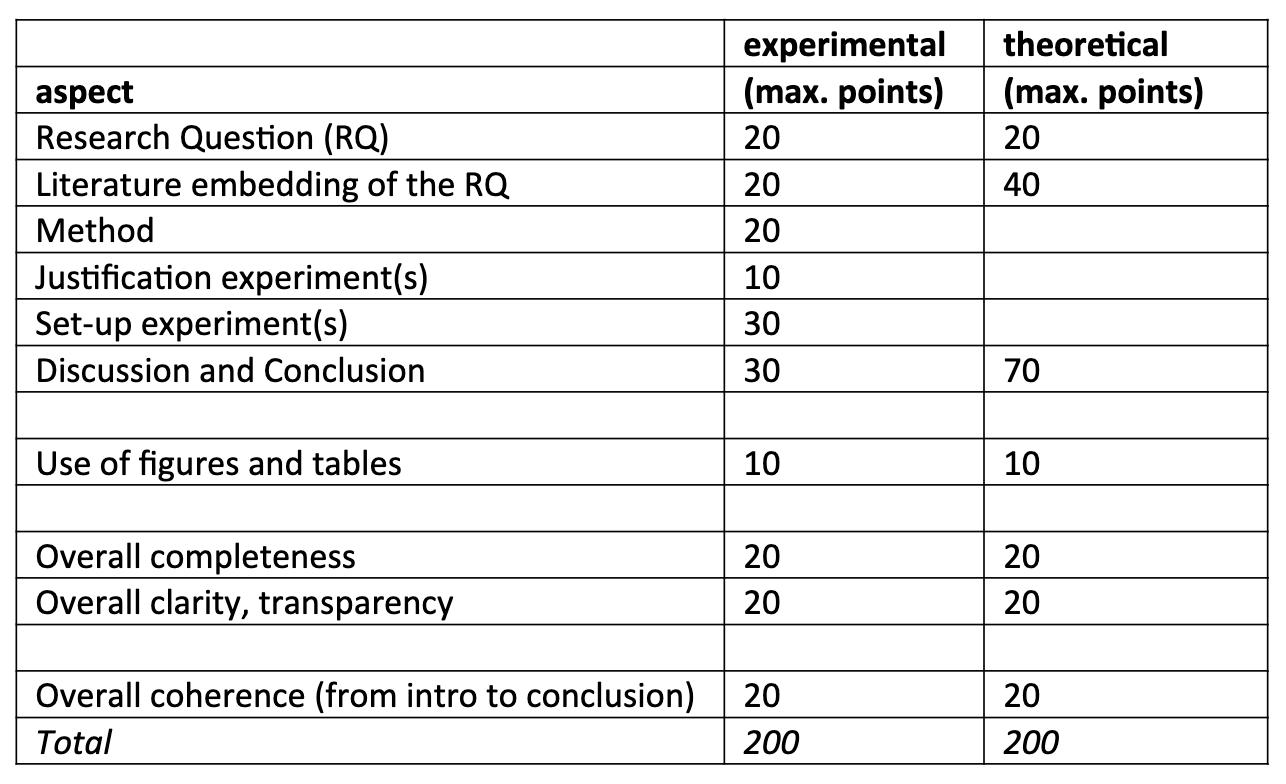 experimental theoretical
aspect (max. points) (max. points)
Research Question (RQ) 20 20
Literature embedding of the RQ 20 40
Method 20
Justification experiment(s) 10
Set-up experiment(s) 30
Discussion and Conclusion 30 70
Use of figures and tables 10 10
Overall completeness 20 20
Overall clarity, transparency 20 20
Overall coherence (from intro to conclusion) 20 20
Total 200 200